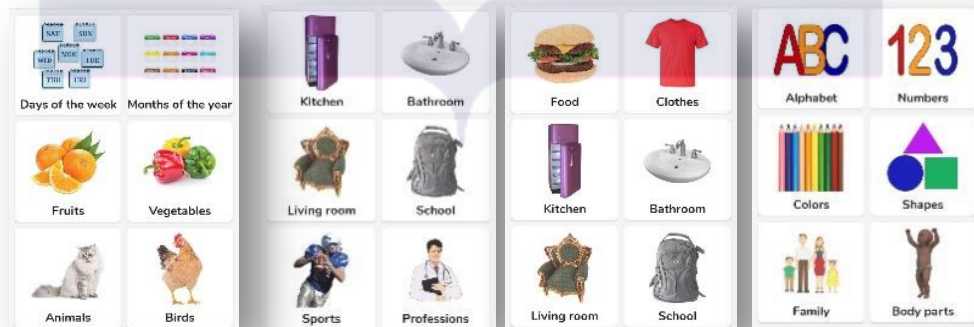 SAT SUN
WED MON TUE
THU FRI
Days of the week Months of the year
Fruits Vegetables
Animals Birds
Kitchen Bathroom
Living room School
Sports Professions
Food Clothes
Kitchen Bathroom
Living room School
ABC 123
Alphabet Numbers
Colors Shapes
Family Body parts